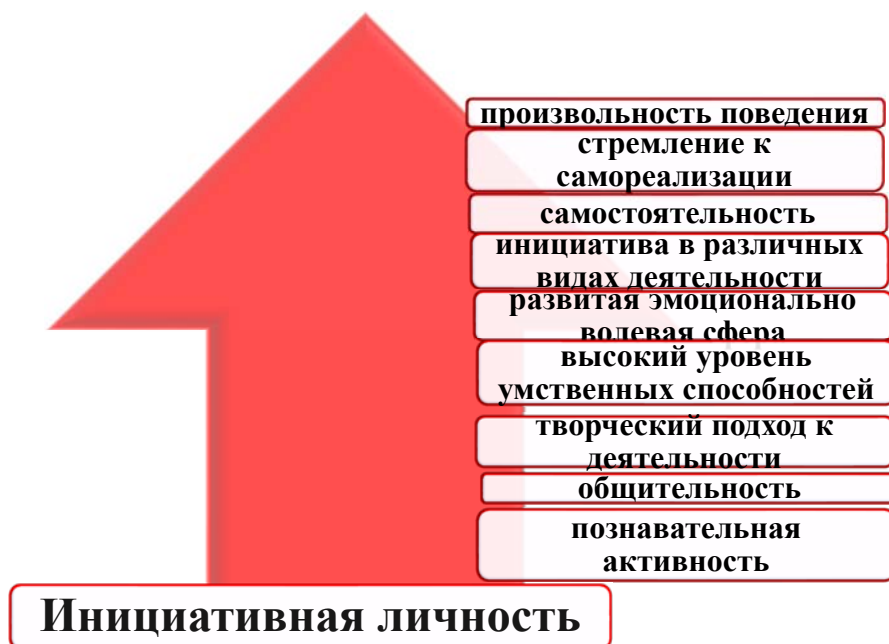 произвольность поведения
стремление к
самореализации
самостоятельность
инициатива в различных
видах деятельности
развитая эмоционально
волевая сфера
высокий уровень
умственных способностей
творческий подход к
деятельности
общительность
познавательная
активность
Инициативная личность